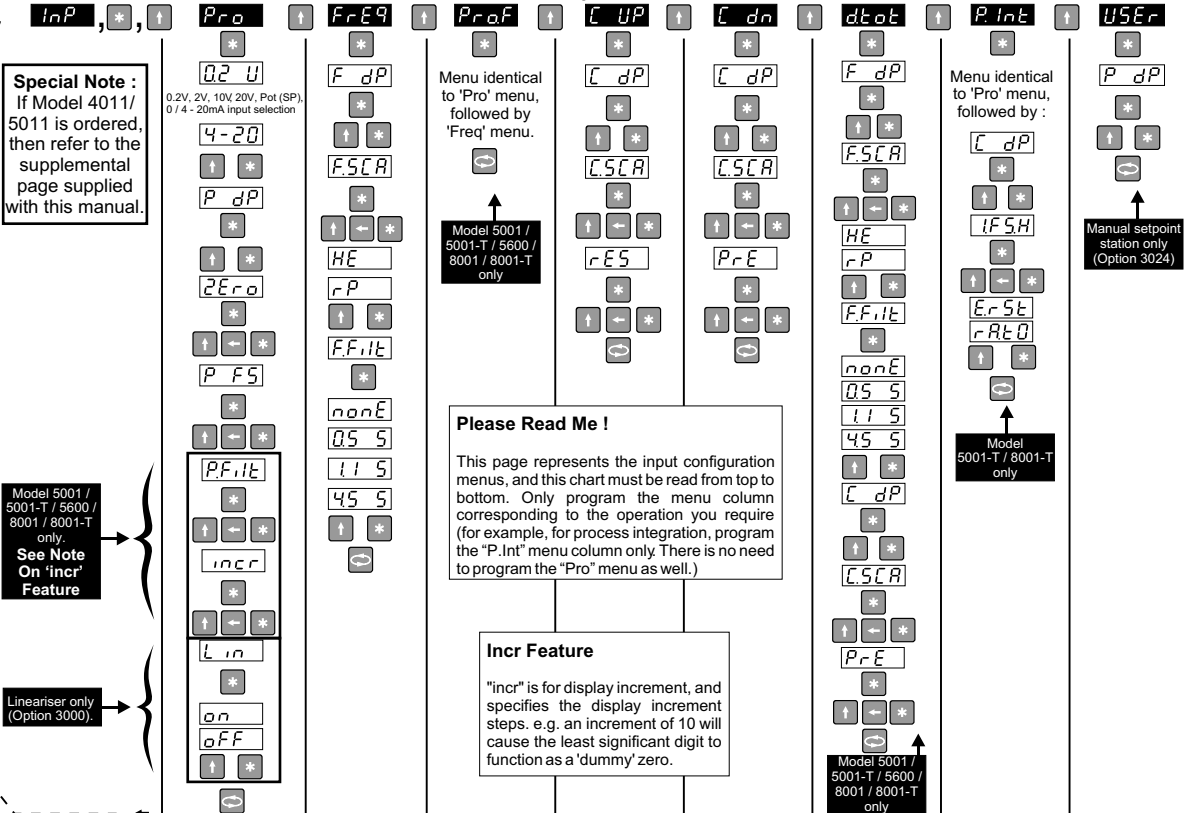 InP , * , ↑ Pro ↑ FrEq ↑ Pro.F ↑ C UP ↑ C dn ↑ d.tot ↑ P.Int ↑ USEr
Special Note :
If Model 4011/
5011 is ordered,
then refer to the
supplemental
page supplied
with this manual.
Model 5001 /
5001-T / 5600 /
8001 / 8001-T
only.
See Note
On ‘incr’
Feature
Lineariser only
(Option 3000).
*
0.2 U
0.2V, 2V, 10V, 20V, Pot (SP),
0 / 4 - 20mA input selection
4-20
↑ *
P dP
*
↑ *
ZEro
*
↑ ← *
P FS
*
↑ ← *
P.FiLt
*
↑ ← *
incr
*
↑ ← *
Lin
*
on
oFF
↑ *
*
F dP
*
↑ *
F.SCA
*
↑ ← *
HE
rP
↑ *
F.FiLt
*
nonE
0.5 S
1.1 S
4.5 S
↑ *
*
Menu identical
to 'Pro' menu,
followed by
'Freq' menu.
Model 5001 /
5001-T / 5600 /
8001 / 8001-T
only
*
C dP
*
↑ *
C.SCA
*
↑ ← *
rES
*
↑ ← *
*
C dP
*
↑ *
C.SCA
*
↑ ← *
PrE
*
↑ ← *
Please Read Me !
This page represents the input configuration
menus, and this chart must be read from top to
bottom. Only program the menu column
corresponding to the operation you require
(for example, for process integration, program
the “P.Int” menu column only. There is no need
to program the “Pro” menu as well.)
Incr Feature
"incr" is for display increment, and
specifies the display increment
steps. e.g. an increment of 10 will
cause the least significant digit to
function as a 'dummy' zero.
*
F dP
*
↑ *
F.SCA
*
↑ ← *
HE
rP
↑ *
F.FiLt
*
nonE
0.5 S
1.1 S
4.5 S
↑ *
C dP
*
↑ *
C.SCA
*
↑ ← *
PrE
*
↑ ← *
Model 5001 /
5001-T / 5600 /
8001 / 8001-T
only
*
Menu identical
to 'Pro' menu,
followed by :
C dP
*
↑ *
I.F S.H
*
↑ ← *
E.rSt
rAt0
↑ *
Model
5001-T / 8001-T
only
*
P dP
*
↑ *
Manual setpoint
station only
(Option 3024)